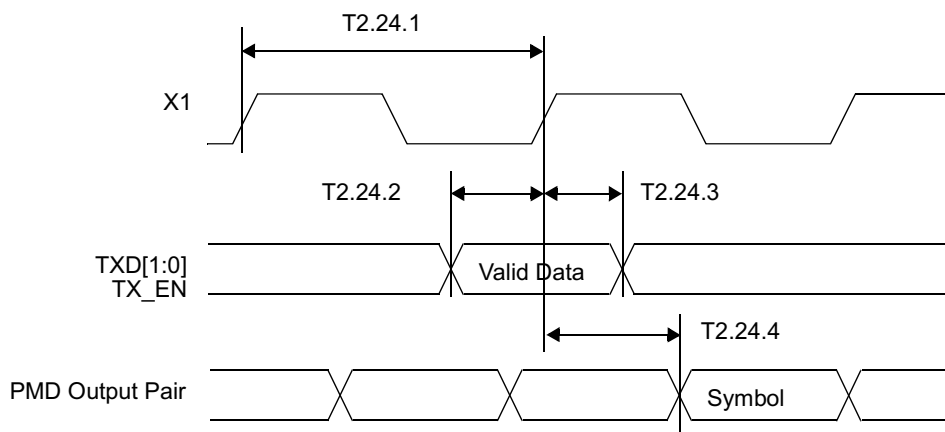 T2.24.1
X1
T2.24.2
T2.24.3
TXD[1:0]
TX_EN
Valid Data
T2.24.4
PMD Output Pair
Symbol